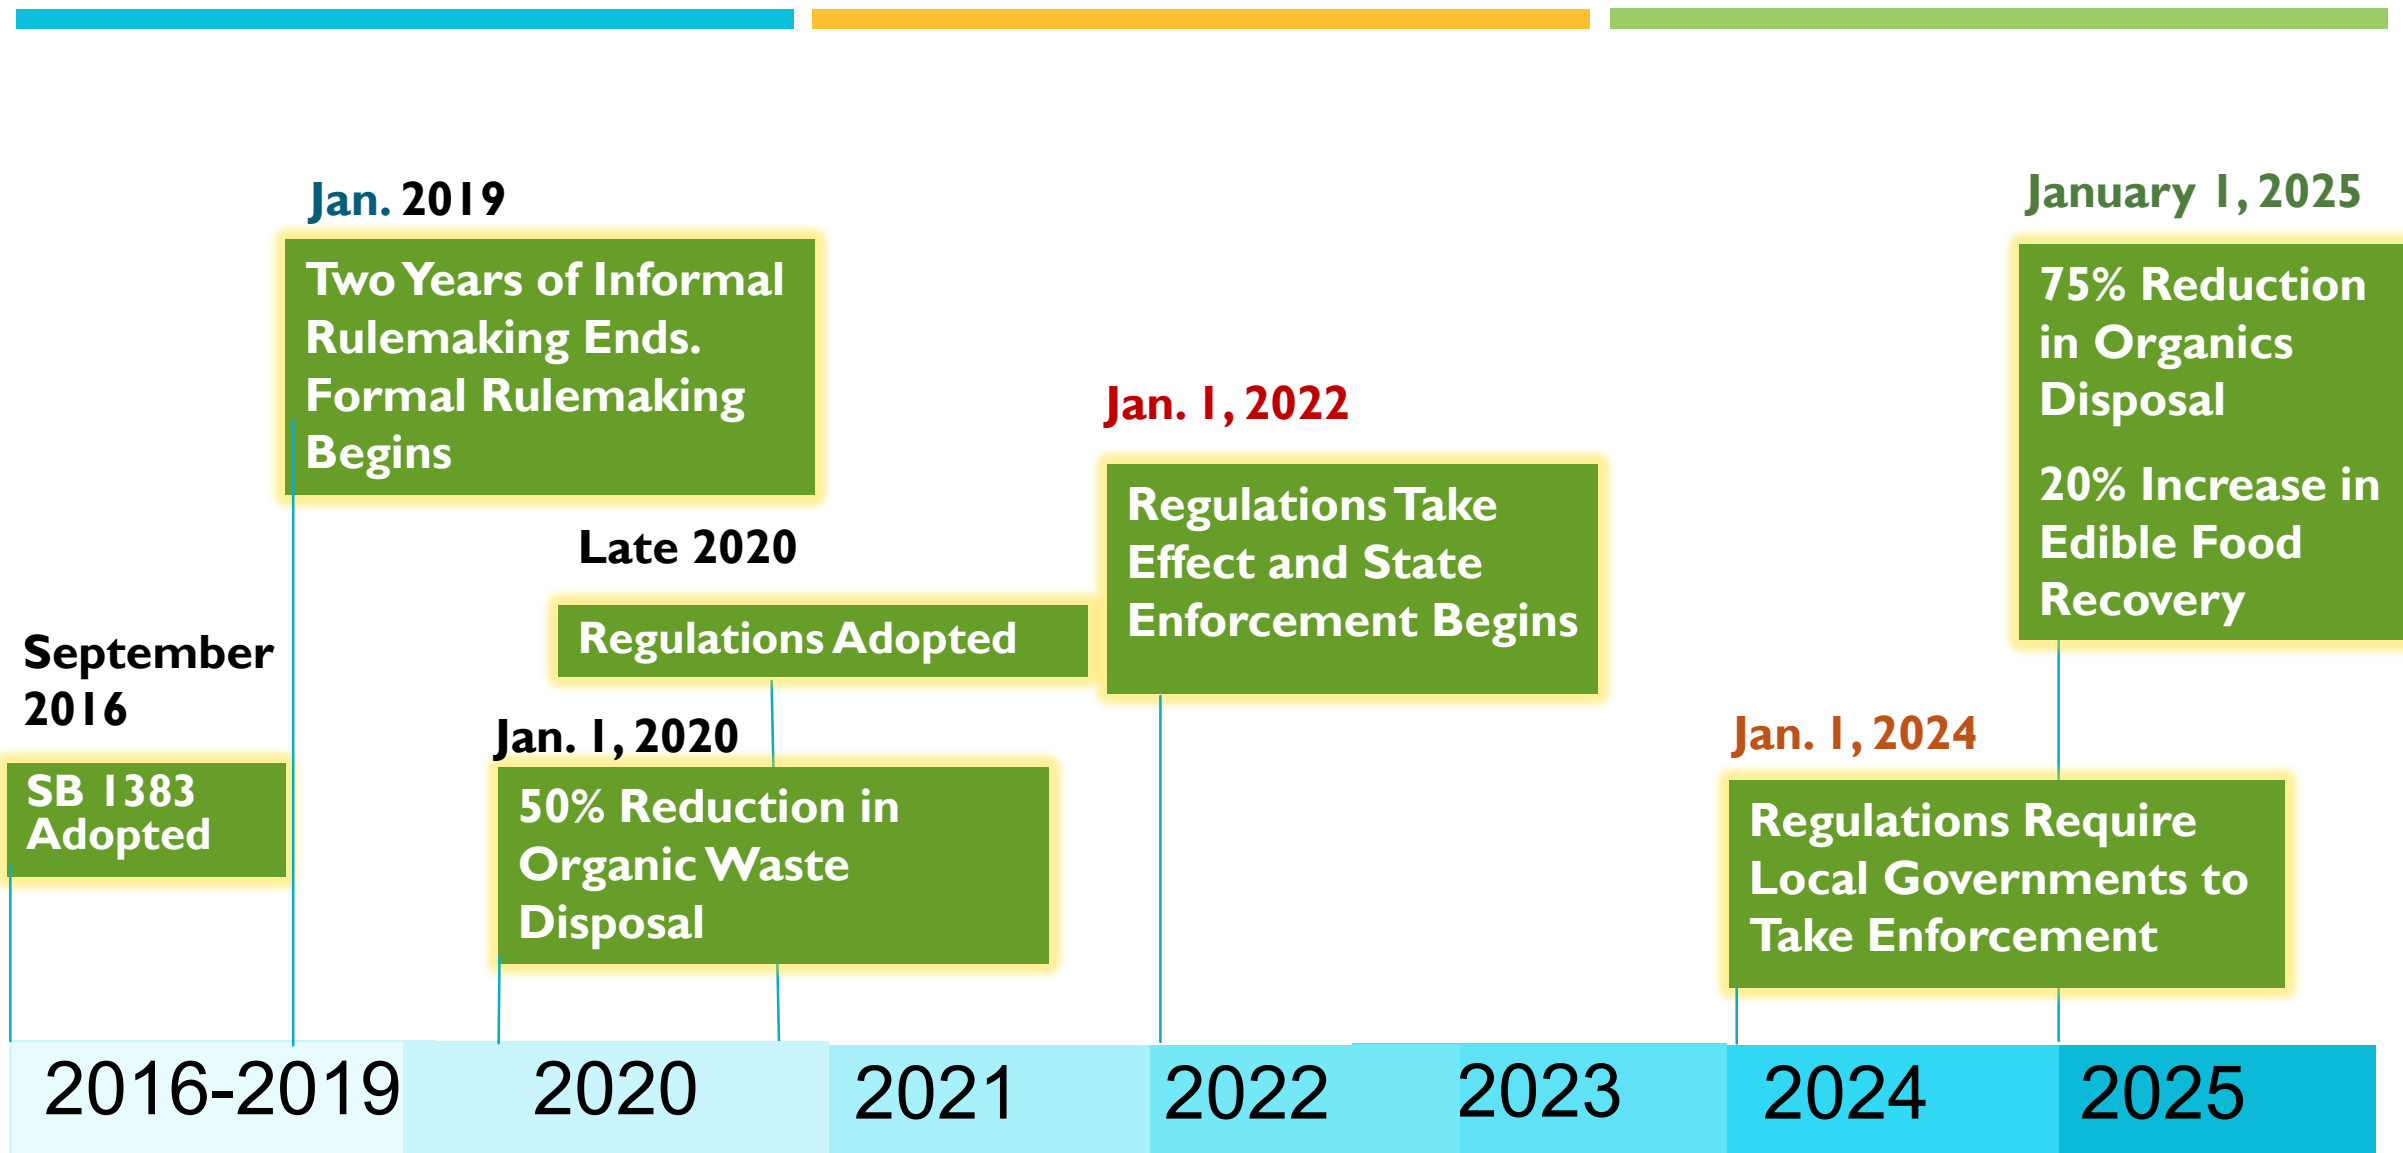 Jan. 2019
Two Years of Informal
Rulemaking Ends.
Formal Rulemaking
Begins
January 1, 2025
75% Reduction
in Organics
Disposal
20% Increase in
Edible Food
Recovery
Jan. 1, 2022
Regulations Take
Effect and State
Enforcement Begins
Late 2020
Regulations Adopted
September
2016
SB 1383
Adopted
Jan. 1, 2020
50% Reduction in
Organic Waste
Disposal
Jan. 1, 2024
Regulations Require
Local Governments to
Take Enforcement
2016-2019
2020
2021
2022
2023
2024
2025